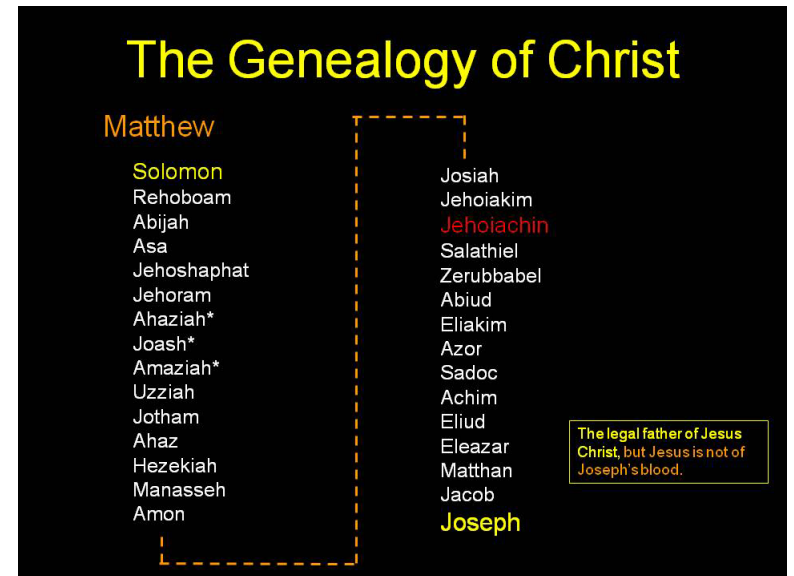 The Genealogy of Christ
Matthew
Solomon
Rehoboam
Abijah
Asa
Jehoshaphat
Jehoram
Ahaziah*
Joash*
Amaziah*
Uzziah
Jotham
Ahaz
Hezekiah
Manasseh
Amon
Josiah
Jehoiakim
Jehoiachin
Salathiel
Zerubbabel
Abiud
Eliakim
Azor
Sadoc
Achim
Eliud
Eleazar
Matthan
Jacob
Joseph
The legal father of Jesus
Christ, but Jesus is not of
Joseph's blood.